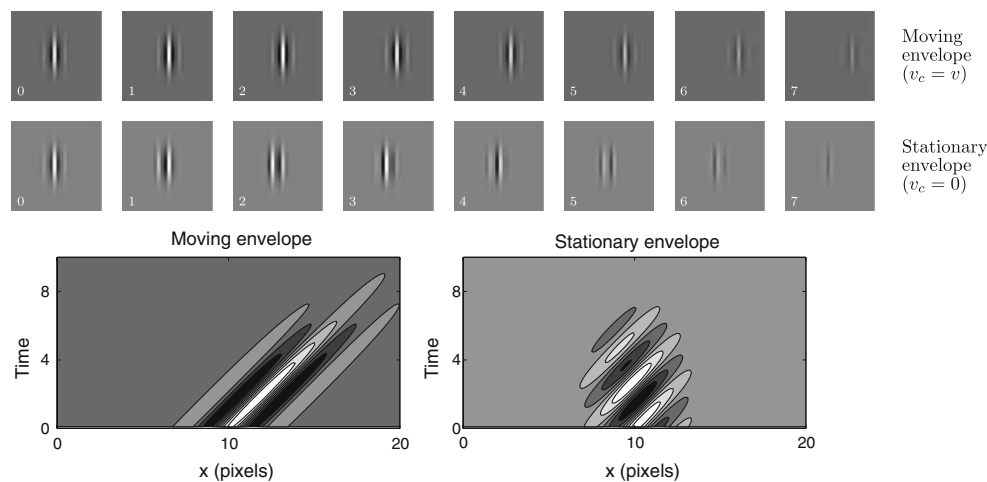 0 1 2 3 4 5 6 7
Moving
envelope
(v_c = v)
0 1 2 3 4 5 6 7
Stationary
envelope
(v_c = 0)
Moving envelope
Time
8
4
0
0 10 20
x (pixels)
Stationary envelope
Time
8
4
0
0 10 20
x (pixels)